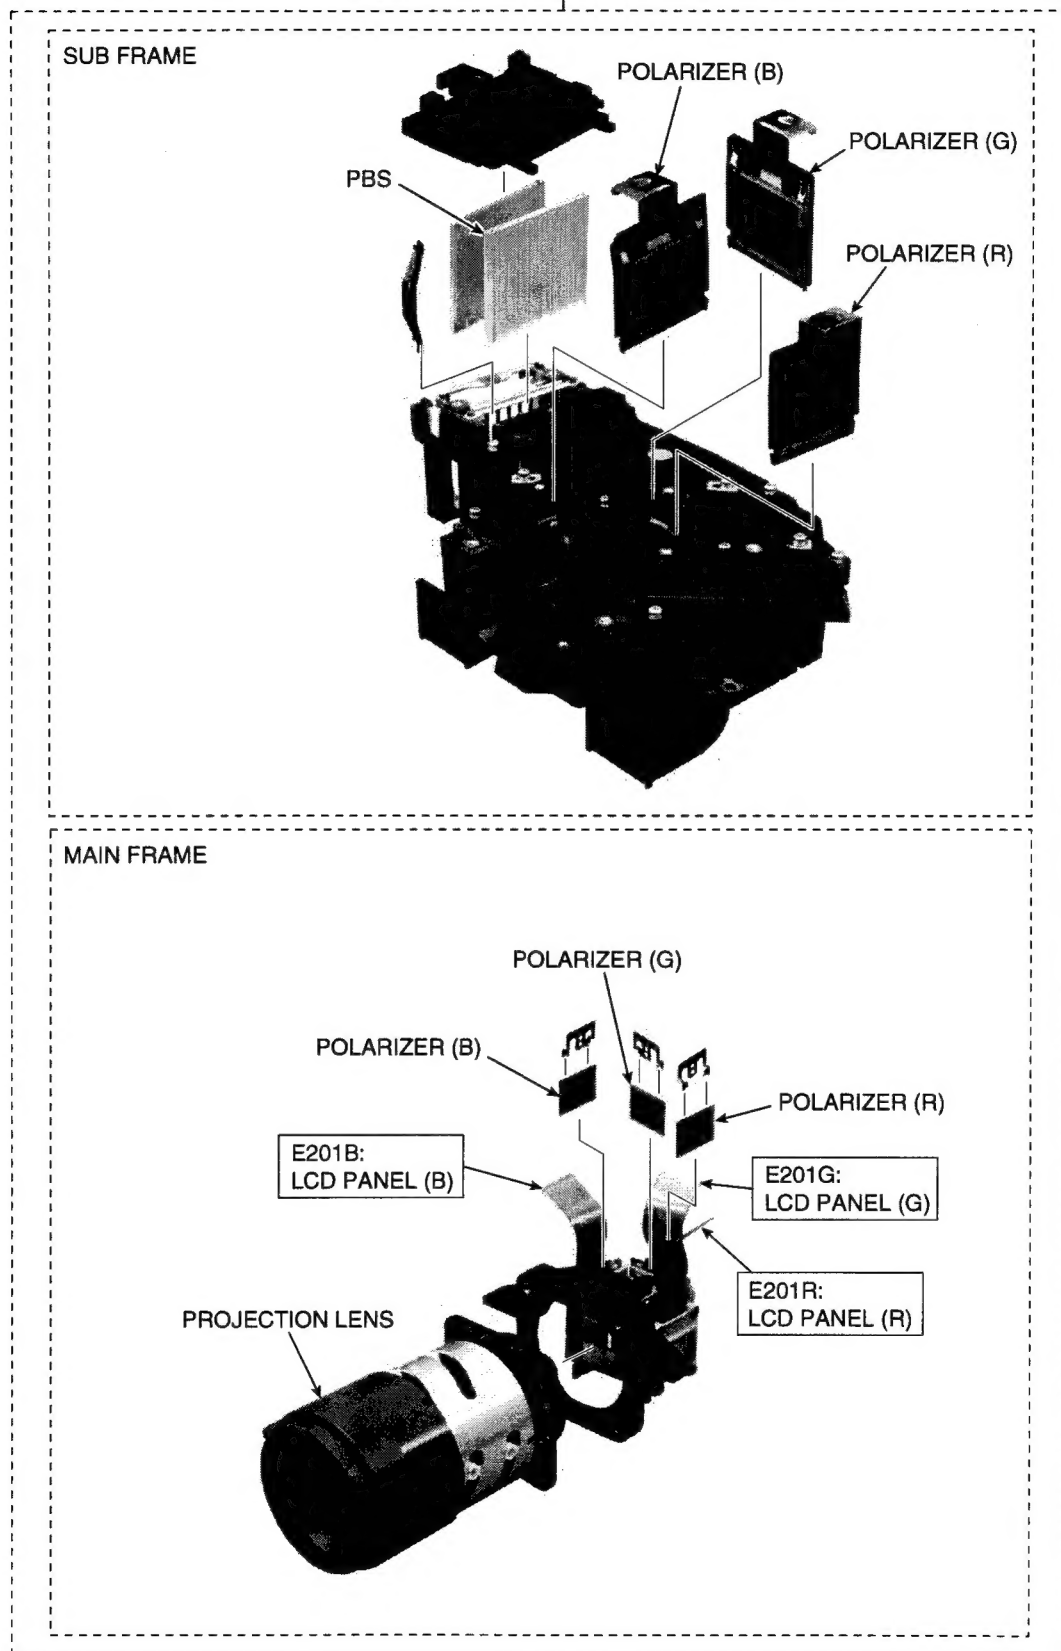 SUB FRAME
POLARIZER (B)
POLARIZER (G)
PBS
POLARIZER (R)
MAIN FRAME
POLARIZER (G)
POLARIZER (B)
POLARIZER (R)
E201B:
LCD PANEL (B)
E201G:
LCD PANEL (G)
E201R:
LCD PANEL (R)
PROJECTION LENS